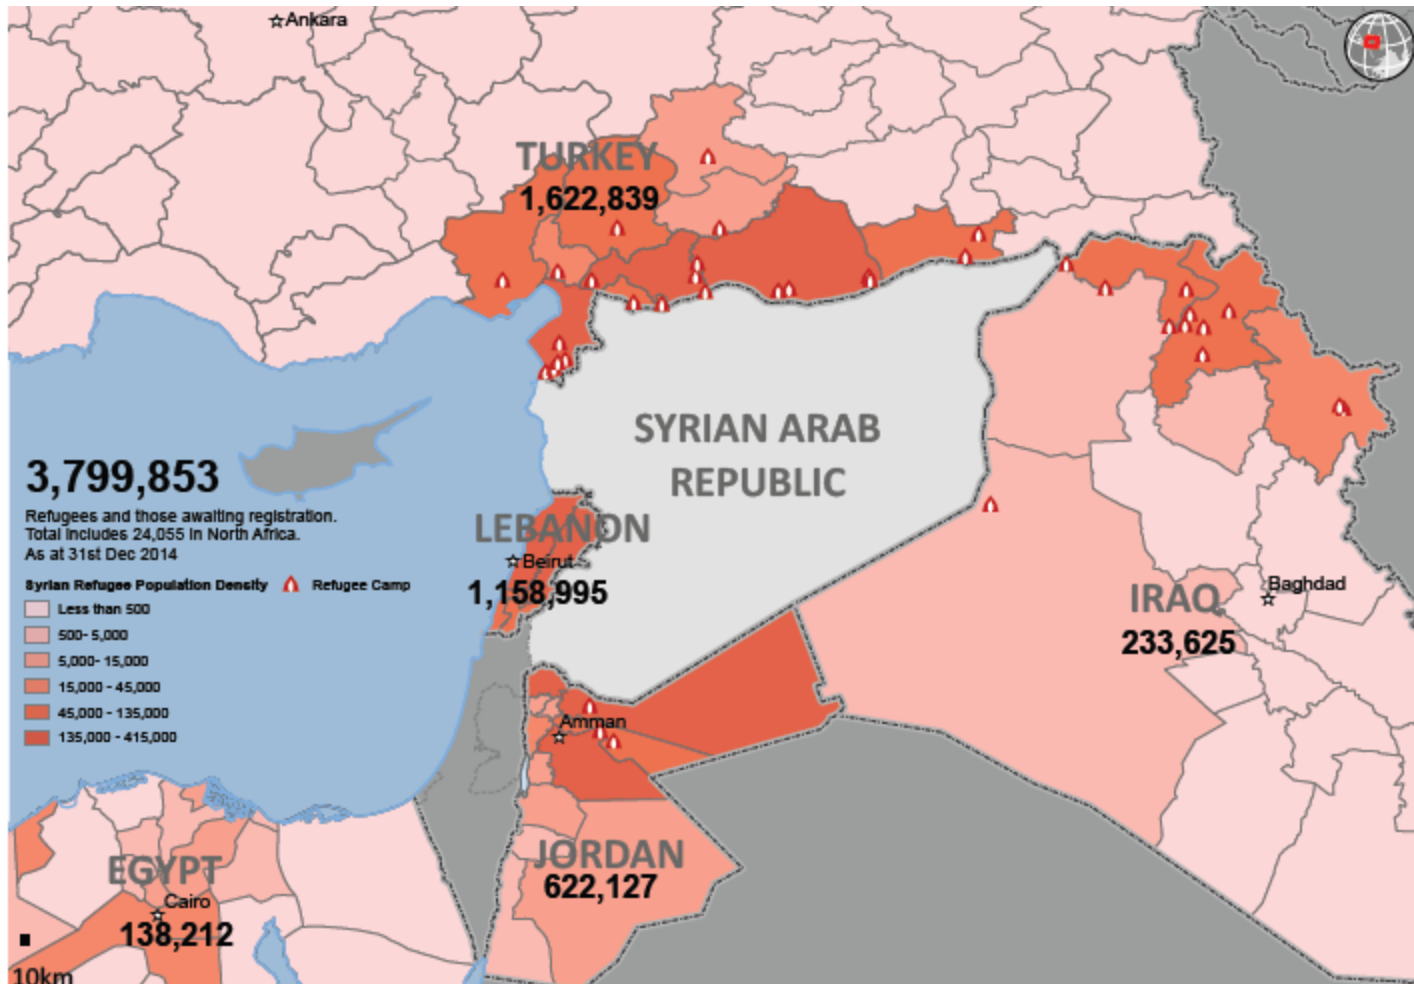 Ankara
TURKEY
1,622,839
SYRIAN ARAB
REPUBLIC
3,799,853
Refugees and those awaiting registration.
Total includes 24,055 in North Africa.
As at 31st Dec 2014
Syrian Refugee Population Density
Refugee Camp
Less than 500
500- 5,000
5,000- 15,000
15,000 - 45,000
45,000 - 135,000
135,000 - 415,000
LEBANON
Beirut
1,158,995
IRAQ
Baghdad
233,625
Amman
JORDAN
622,127
EGYPT
Cairo
138,212
10km